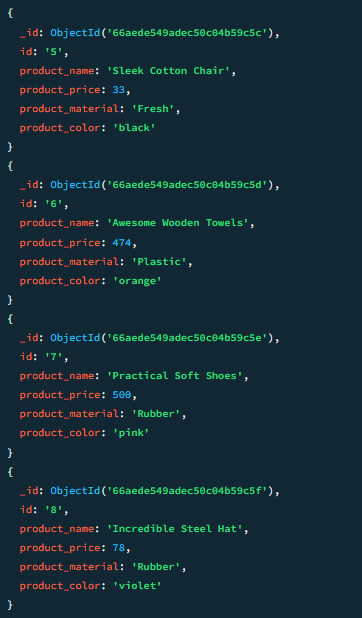 {
_id: ObjectId('66aede549adec50c04b59c5c'),
id: '5',
product_name: 'Sleek Cotton Chair',
product_price: 33,
product_material: 'Fresh',
product_color: 'black'
}
{
_id: ObjectId('66aede549adec50c04b59c5d'),
id: '6',
product_name: 'Awesome Wooden Towels',
product_price: 474,
product_material: 'Plastic',
product_color: 'orange'
}
{
_id: ObjectId('66aede549adec50c04b59c5e'),
id: '7',
product_name: 'Practical Soft Shoes',
product_price: 500,
product_material: 'Rubber',
product_color: 'pink'
}
{
_id: ObjectId('66aede549adec50c04b59c5f'),
id: '8',
product_name: 'Incredible Steel Hat',
product_price: 78,
product_material: 'Rubber',
product_color: 'violet'
}